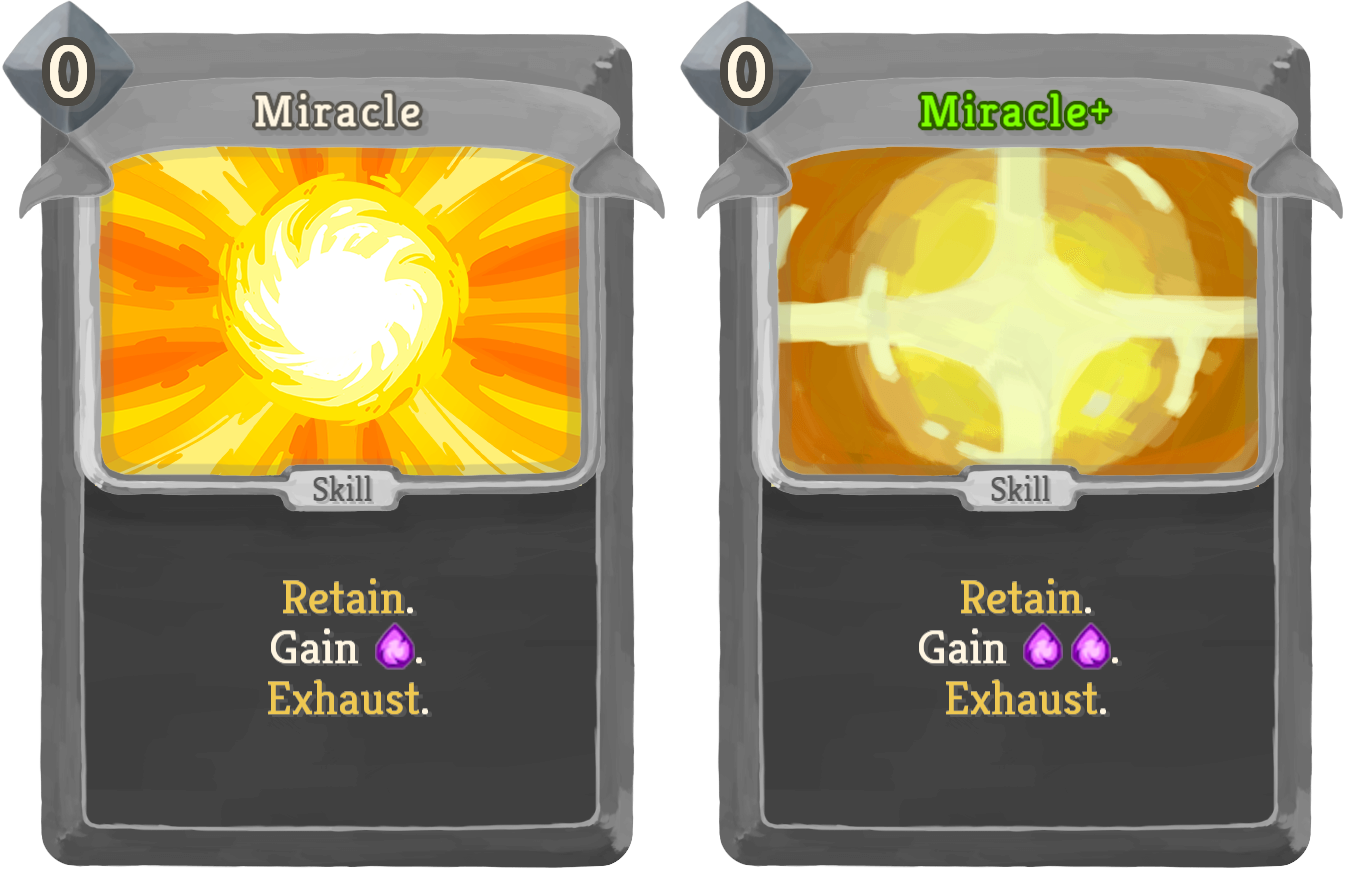 0
Miracle
Skill
Retain.
Gain .
Exhaust.
0
Miracle+
Skill
Retain.
Gain .
Exhaust.